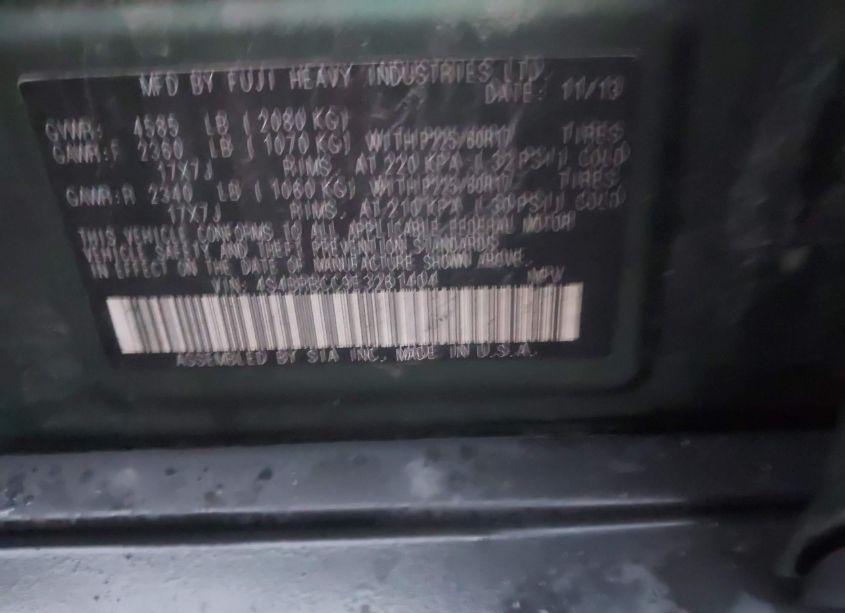 MFD BY FUJI HEAVY INDUSTRIES LTD.
DATE: 11/13
GVWR: 4585 LB ( 2080 KG)
GAWR:F 2360 LB ( 1070 KG) WITH P225/60R17 TIRES
17X7J RIMS, AT 220 KPA ( 32 PSI) COLD
GAWR:R 2340 LB ( 1060 KG) WITH P225/60R17 TIRES
17X7J RIMS, AT 210 KPA ( 30 PSI) COLD
THIS VEHICLE CONFORMS TO ALL APPLICABLE FEDERAL MOTOR
VEHICLE SAFETY AND THEFT PREVENTION STANDARDS
IN EFFECT ON THE DATE OF MANUFACTURE SHOWN ABOVE.
VIN: MPV
ASSEMBLED BY SIA INC. MADE IN U.S.A.